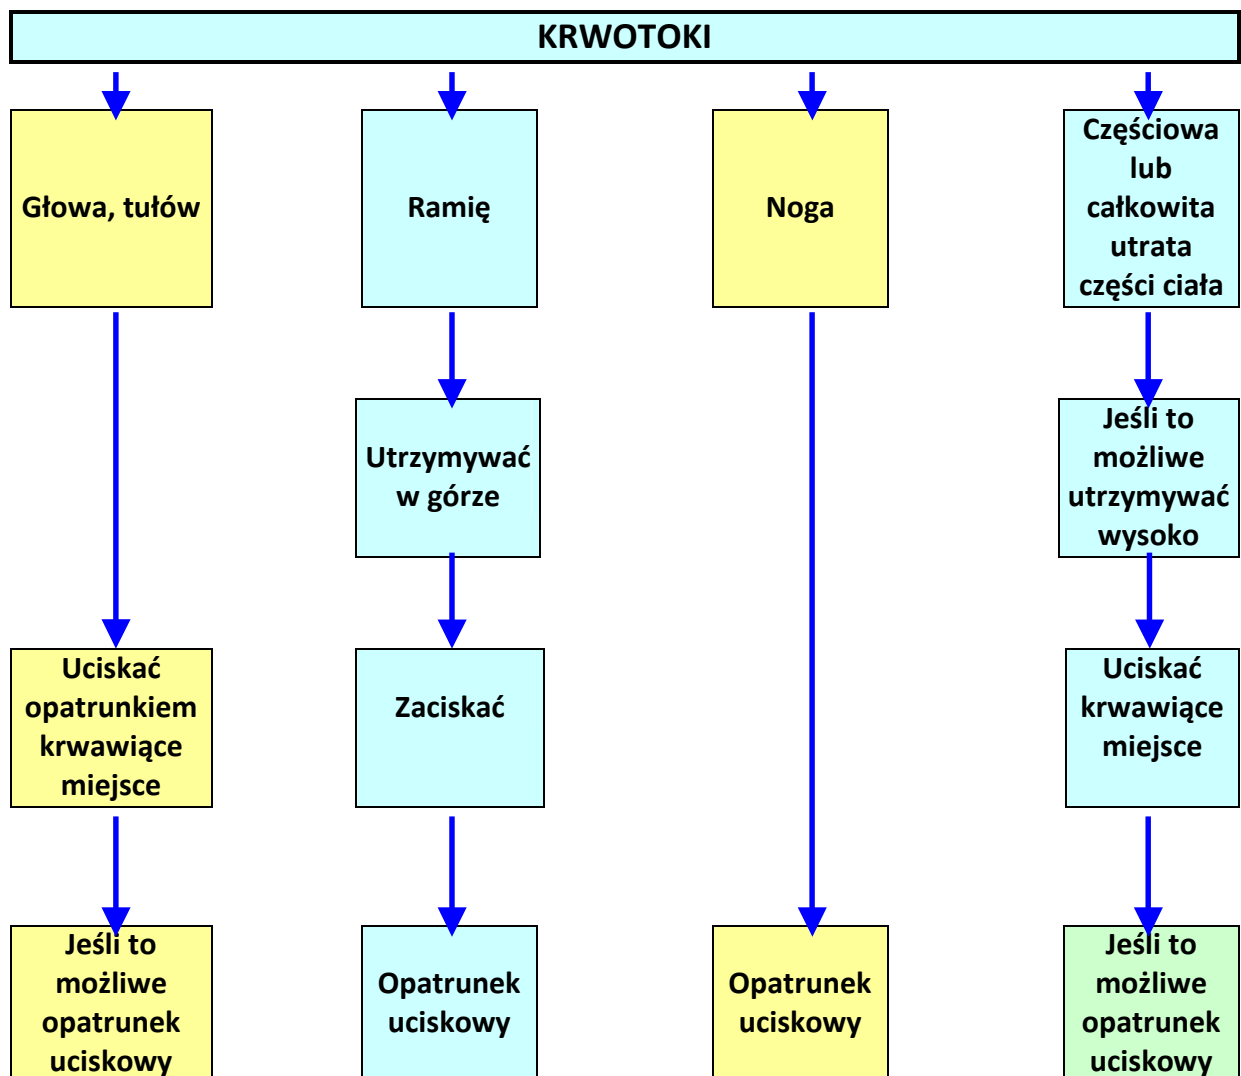 KRWOTOKI
Głowa, tułów
Ramię
Noga
Częściowa
lub
całkowita
utrata
części ciała
Utrzymywać
w górze
Jeśli to
możliwe
utrzymywać
wysoko
Uciskać
opatrunkiem
krwawiące
miejsce
Zaciskać
Uciskać
krwawiące
miejsce
Jeśli to
możliwe
opatrunek
uciskowy
Opatrunek
uciskowy
Opatrunek
uciskowy
Jeśli to
możliwe
opatrunek
uciskowy